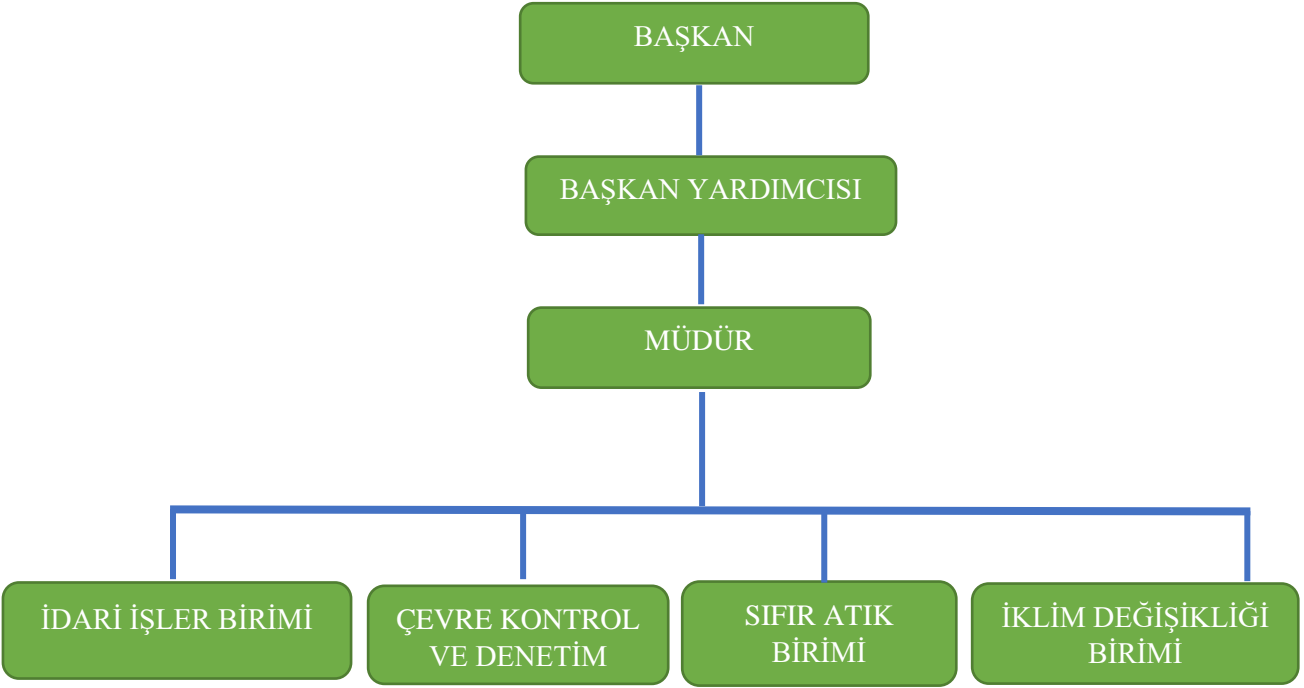 BAŞKAN
BAŞKAN YARDIMCISI
MÜDÜR
İDARİ İŞLER BİRİMİ
ÇEVRE KONTROL
VE DENETİM
SIFIR ATIK
BİRİMİ
İKLİM DEĞİŞİKLİĞİ
BİRİMİ